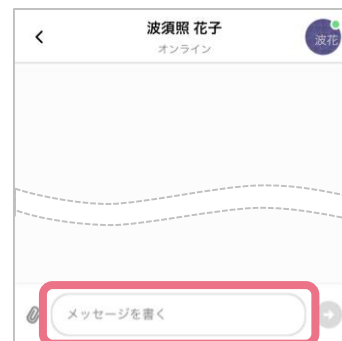 波須照 花子
オンライン
波花
メッセージを書く